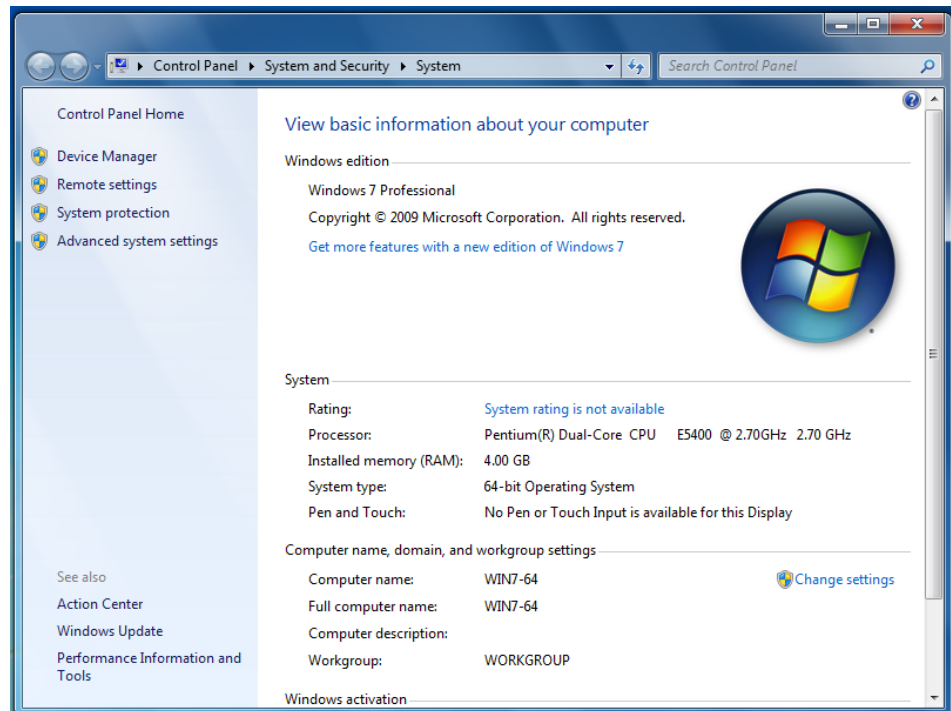 Control Panel System and Security System
Search Control Panel
Control Panel Home
Device Manager
Remote settings
System protection
Advanced system settings
See also
Action Center
Windows Update
Performance Information and
Tools
View basic information about your computer
Windows edition
Windows 7 Professional
Copyright © 2009 Microsoft Corporation. All rights reserved.
Get more features with a new edition of Windows 7
System
Rating: System rating is not available
Processor: Pentium(R) Dual-Core CPU E5400 @ 2.70GHz 2.70 GHz
Installed memory (RAM): 4.00 GB
System type: 64-bit Operating System
Pen and Touch: No Pen or Touch Input is available for this Display
Computer name, domain, and workgroup settings
Computer name: WIN7-64 Change settings
Full computer name: WIN7-64
Computer description:
Workgroup: WORKGROUP
Windows activation